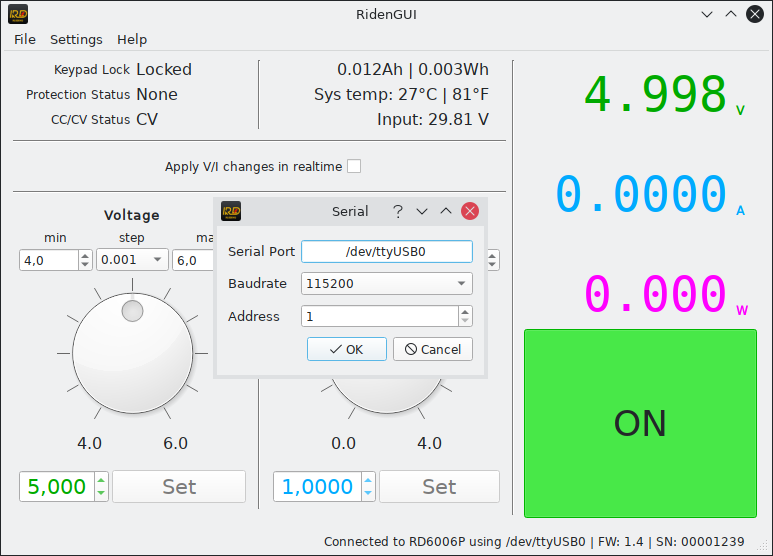 RidenGUI
File Settings Help
Keypad Lock Locked
Protection Status None
CC/CV Status CV
0.012Ah | 0.003Wh
Sys temp: 27°C | 81°F
Input: 29.81 V
4.998 V
0.0000 A
0.000 W
Apply V/I changes in realtime
Voltage
min step ma
4,0 0.001 6,0
4.0 6.0
5,000 Set
RD
Serial ?
Serial Port /dev/ttyUSB0
Baudrate 115200
Address 1
OK Cancel
0.0 4.0
1,0000 Set
ON
Connected to RD6006P using /dev/ttyUSB0 | FW: 1.4 | SN: 00001239